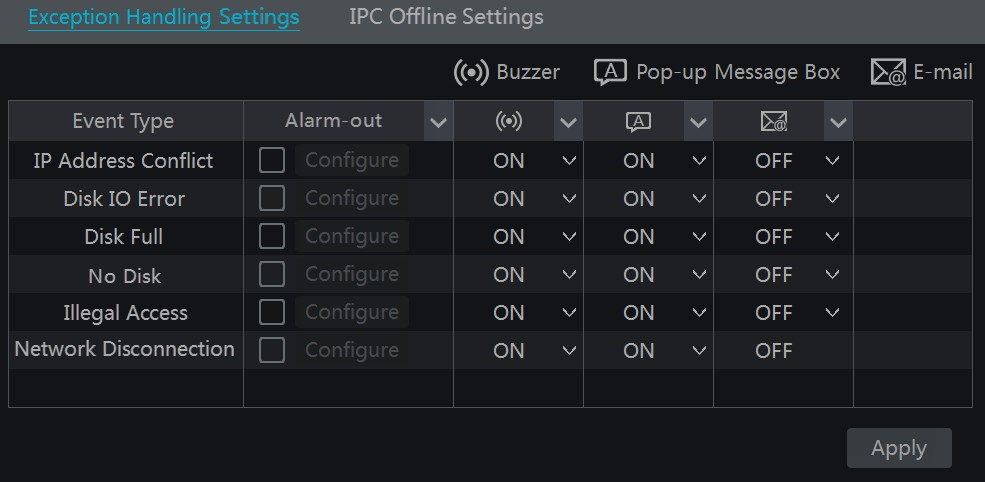 Exception Handling Settings IPC Offline Settings
Buzzer Pop-up Message Box E-mail
Event Type Alarm-out
IP Address Conflict Configure ON ON OFF
Disk IO Error Configure ON ON OFF
Disk Full Configure ON ON OFF
No Disk Configure ON ON OFF
Illegal Access Configure ON ON OFF
Network Disconnection Configure ON ON OFF
Apply